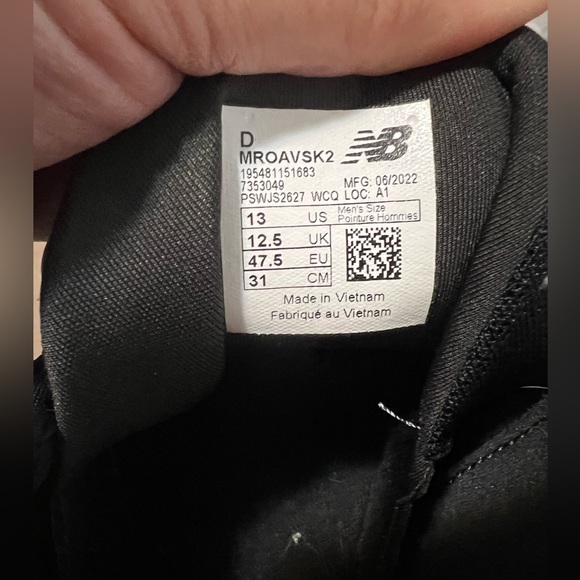 D
MROAVSK2 NB
195481151683
7353049 MFG: 06/2022
PSWJS2627 WCQ LOC: A1
13 US Men's Size
Pointure Hommes
12.5 UK
47.5 EU
31 CM
Made in Vietnam
Fabriqué au Vietnam